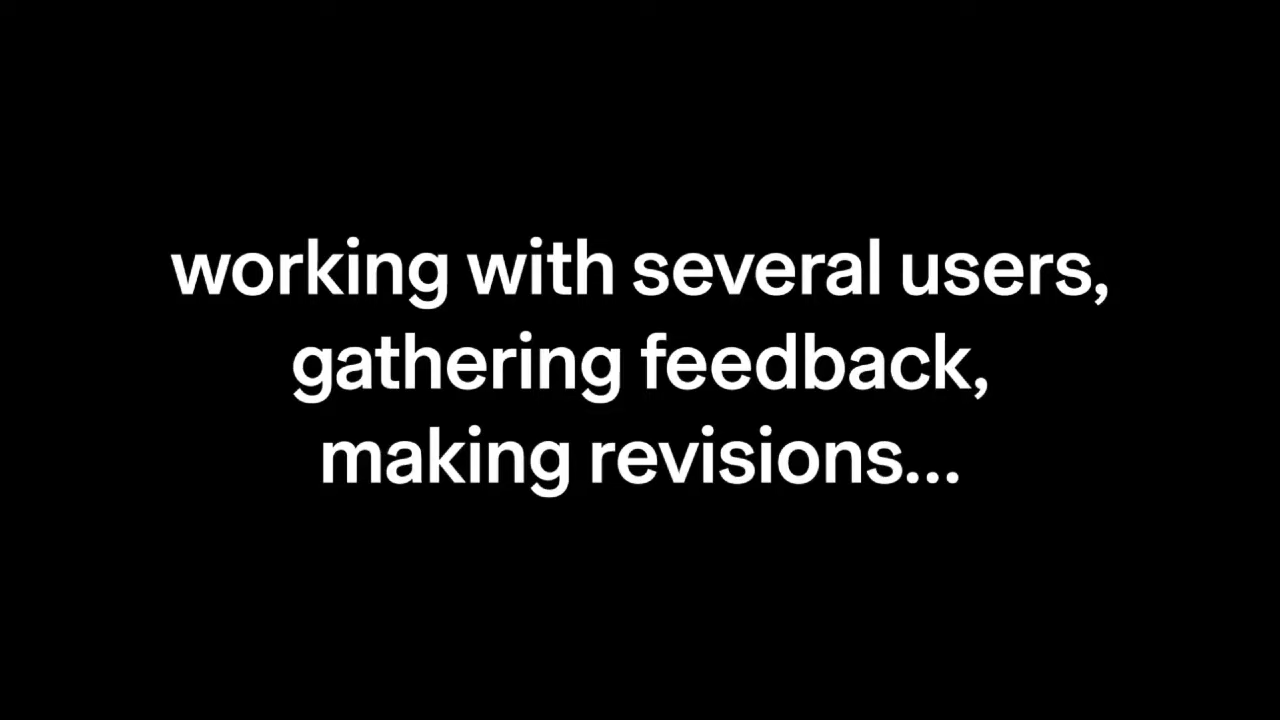 working with several users,
gathering feedback,
making revisions...